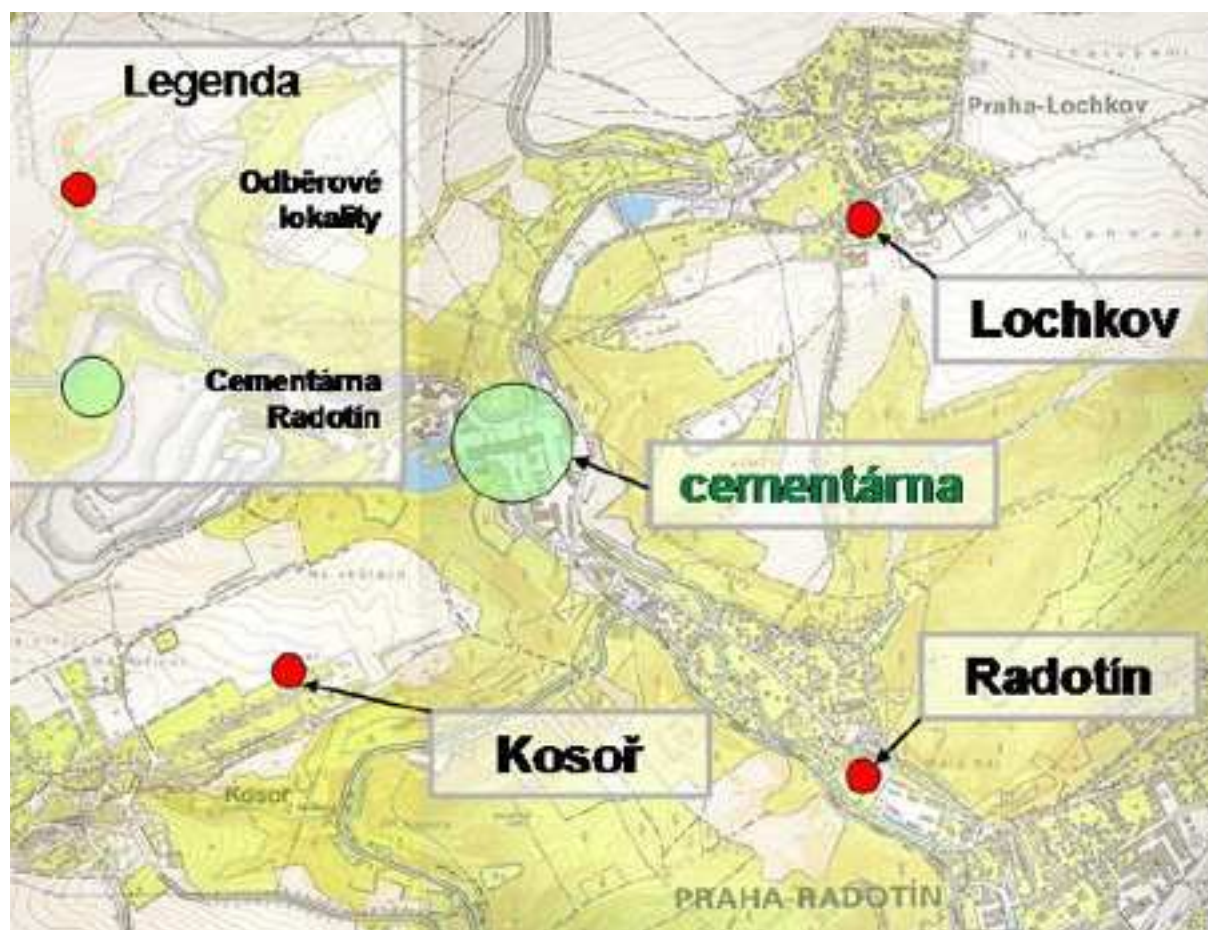 Legenda
Odběrové
lokality
Cementárna
Radotín
Praha-Lochkov
Lochkov
cementárna
Radotín
Kosoř
Kosoř
PRAHA-RADOTÍN